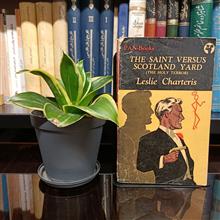 PAN-Books
THE SAINT VERSUS
SCOTLAND YARD
(THE HOLY TERROR)
Leslie Charteris